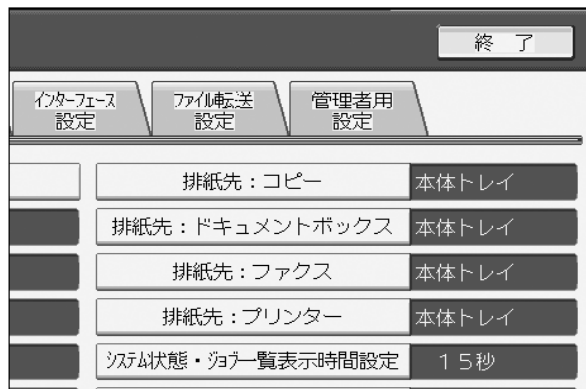 終 了
インターフェース
設定
ファイル転送
設定
管理者用
設定
排紙先：コピー 本体トレイ
排紙先：ドキュメントボックス 本体トレイ
排紙先：ファクス 本体トレイ
排紙先：プリンター 本体トレイ
システム状態・ジョブ一覧表示時間設定 １５秒